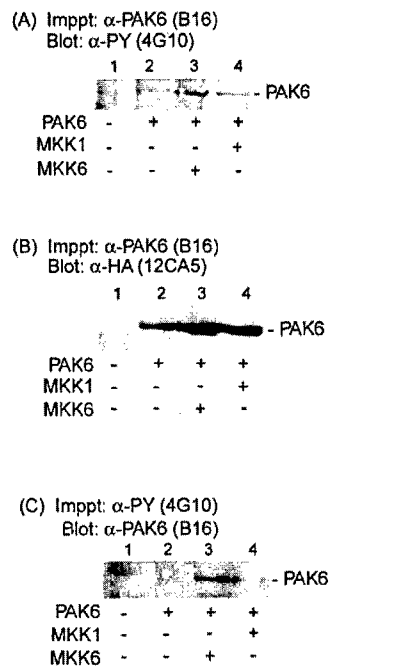 (A) Imppt: α-PAK6 (B16)
Blot: α-PY (4G10)
1 2 3 4
- PAK6
PAK6 - + + +
MKK1 - - - +
MKK6 - - + -
(B) Imppt: α-PAK6 (B16)
Blot: α-HA (12CA5)
1 2 3 4
- PAK6
PAK6 - + + +
MKK1 - - - +
MKK6 - - + -
(C) Imppt: α-PY (4G10)
Blot: α-PAK6 (B16)
1 2 3 4
- PAK6
PAK6 - + + +
MKK1 - - - +
MKK6 - - + -